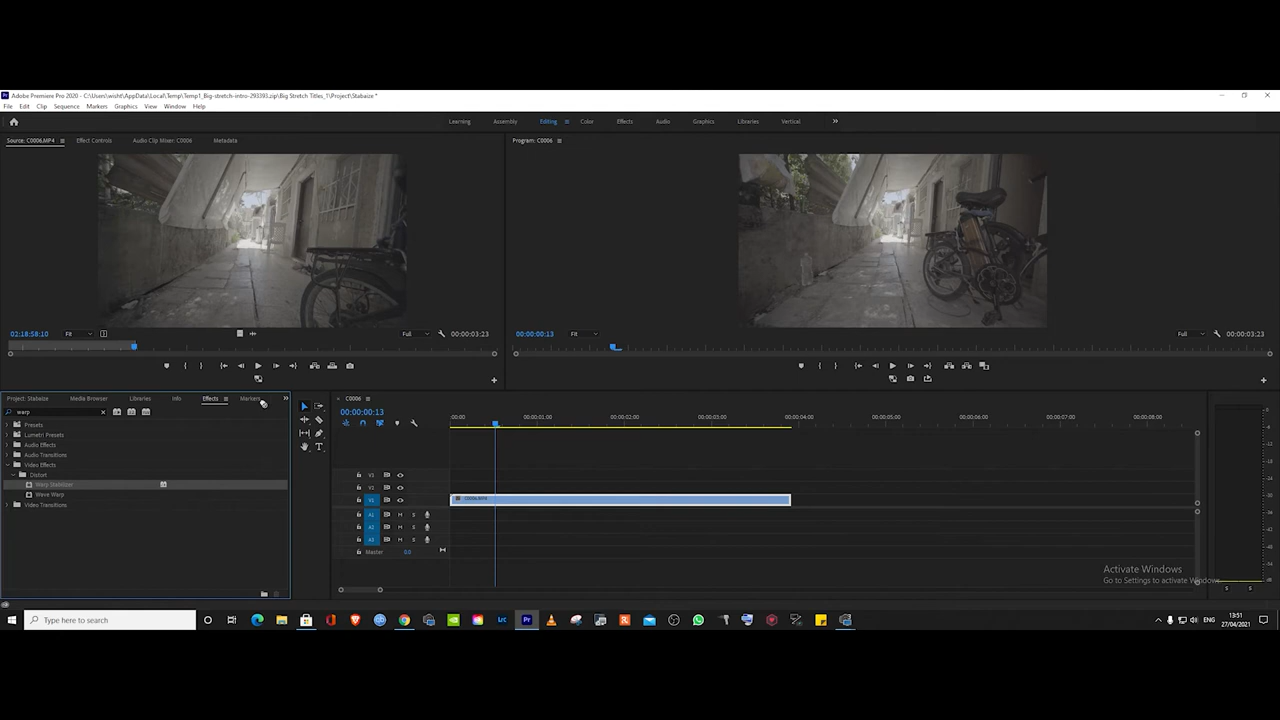 Adobe Premiere Pro 2020 - C:\Users\wisht\AppData\Local\Temp\Temp1_Big-stretch-intro-293393.zip\Big Stretch Titles_1\Project\Stabaize *
File Edit Clip Sequence Markers Graphics View Window Help
Learning Assembly Editing Color Effects Audio Graphics Libraries Vertical
Source: C0006.MP4 Effect Controls Audio Clip Mixer: C0006 Metadata Program: C0006
02:18:58:10 Fit Full 00:00:03:23 00:00:00:13 Fit Full 00:00:03:23
Project: Stabaize Media Browser Libraries Info Effects Markers C0006
warp
00:00:00:13
:00:00 00:00:01:00 00:00:02:00 00:00:03:00 00:00:04:00 00:00:05:00 00:00:06:00 00:00:07:00 00:00:08:00
Presets
Lumetri Presets
Audio Effects
Audio Transitions
Video Effects
Distort
Warp Stabilizer
Wave Warp
Video Transitions
V3
V2
V1 C0006.MP4
A1 M S
A2 M S
A3 M S
Master 0.0
S S
Activate Windows
Go to Settings to activate Windows.
Type here to search
Lrc Pr
ENG
13:51
27/04/2021